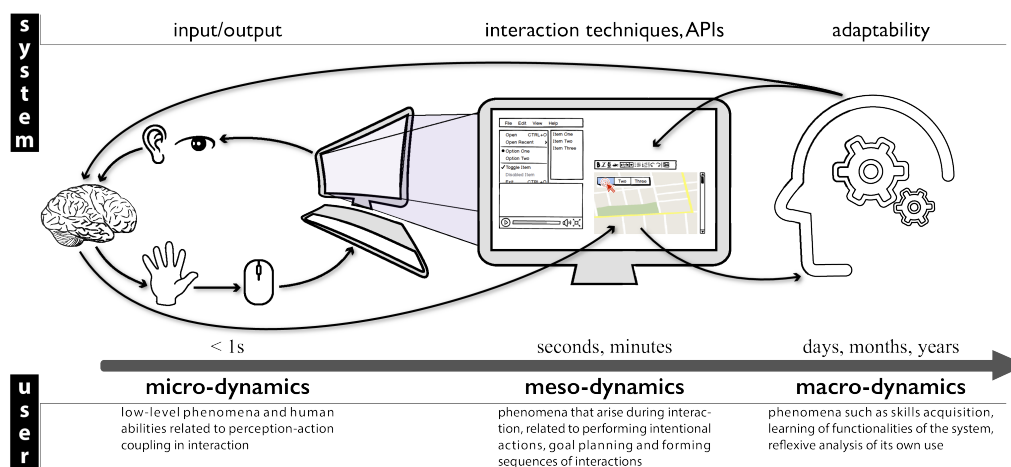 system
input/output
interaction techniques, APIs
adaptability
File Edit View Help
Open CTRL+O
Open Recent
Option One
Option Two
Toggle Item
Disabled Item
Exit CTRL+O
Item One
Item Two
Item Three
Two Three
< 1s
seconds, minutes
days, months, years
user
micro-dynamics
low-level phenomena and human
abilities related to perception-action
coupling in interaction
meso-dynamics
phenomena that arise during interac-
tion, related to performing intentional
actions, goal planning and forming
sequences of interactions
macro-dynamics
phenomena such as skills acquisition,
learning of functionalities of the system,
reflexive analysis of its own use